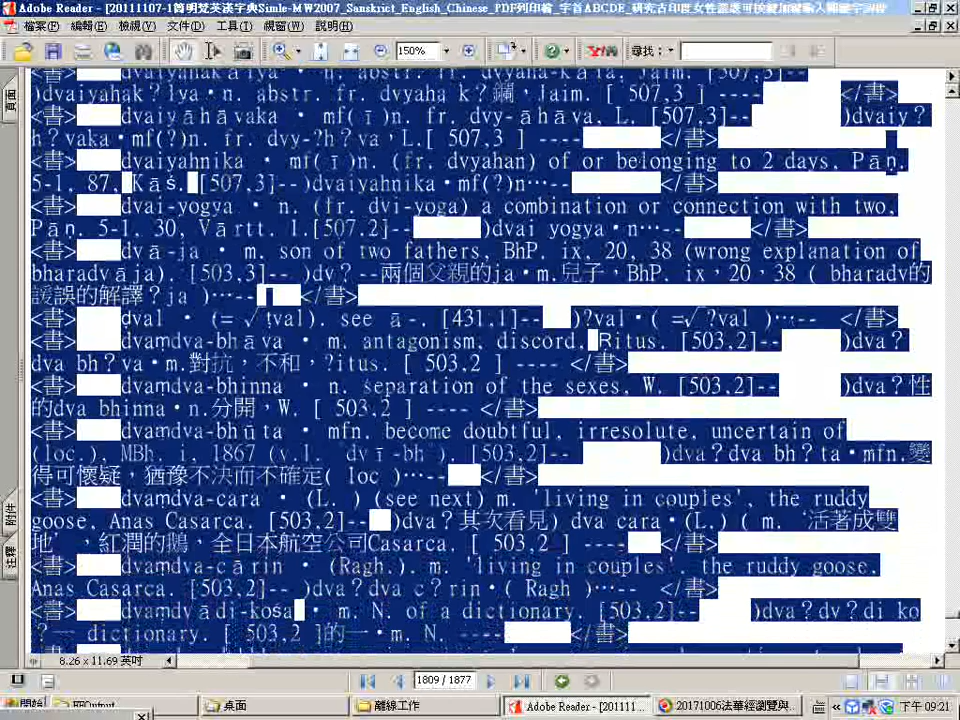 Adobe Reader - [20111107-1簡明梵英漢字典Simle-MW2007_Sanskrict_English_Chinese_PDF列印檔_字首ABCDE_研究古印度女性
檔案(F) 編輯(E) 檢視(V) 文件(D) 工具(T) 視窗(W) 說明(H)
150% 尋找:
)dvaiyahak?lya·n. abstr. fr. dvyaha k?鑭,Jaim. [ 507,3 ] ---- </書>
<書> dvaiyāhāvaka · mf(ī)n. fr. dvy-āhāva, L. [507,3]-- )dvaiy?
h?vaka·mf(?)n. fr. dvy-?h?va,L.[ 507,3 ] ---- </書>
<書> dvaiyahnika · mf(ī)n. (fr. dvyahan) of or belonging to 2 days, Pāṇ.
5-1, 87, Kāś. [507,3]-- )dvaiyahnika·mf(?)n…-- </書>
<書> dvai-yogya · n. (fr. dvi-yoga) a combination or connection with two,
Pāṇ. 5-1, 30, Vārtt. 1.[507,2]-- )dvai yogya·n…-- </書>
<書> dvā-ja · m. son of two fathers, BhP. ix, 20, 38 (wrong explanation of
bharadvāja). [503,3]-- )dv?--兩個父親的ja·m.兒子,BhP. ix,20,38 ( bharadv的
諼誤的解譯?ja )…-- </書>
<書> dval · (= √ hval). see ā-. [431,1]-- )?val·( =√?val )…-- </書>
<書> dvaṃdva-bhāva · m. antagonism, discord, Ritus. [503,2]-- )dva?
dva bh?va·m.對抗,不和,?itus. [ 503,2 ] ---- </書>
<書> dvaṃdva-bhinna · n. separation of the sexes, W. [503,2]-- )dva?性
的dva bhinna·n.分開,W. [ 503,2 ] ---- </書>
<書> dvaṃdva-bhūta · mfn. become doubtful, irresolute, uncertain of
(loc.), MBh. i, 1867 (v.l. dvī-bh°). [503,2]-- )dva?dva bh?ta·mfn.變
得可懷疑,猶豫不決而不確定( loc )…-- </書>
<書> dvaṃdva-cara · (L. ) (see next) m. 'living in couples', the ruddy
goose, Anas Casarca. [503,2]-- )dva?其次看見) dva cara·(L.) ( m. '活著成雙
地',紅潤的鵝,全日本航空公司Casarca. [ 503,2 ] ---- </書>
<書> dvaṃdva-cārin · (Ragh.). m. 'living in couples', the ruddy goose,
Anas Casarca. [503,2]-- )dva?dva c?rin·( Ragh )…-- </書>
<書> dvaṃdvādi-kośa · m. N. of a dictionary. [503,2]-- )dva?dv?di ko
?一 dictionary. [ 503,2 ]的一·m. N. ---- </書>
頁面
附件
注釋
8.26 x 11.69 英吋
1809 / 1877
開始 桌面 離線工作 Adobe Reader - [201111... 20171006法華經瀏覽與... 下午 09:21